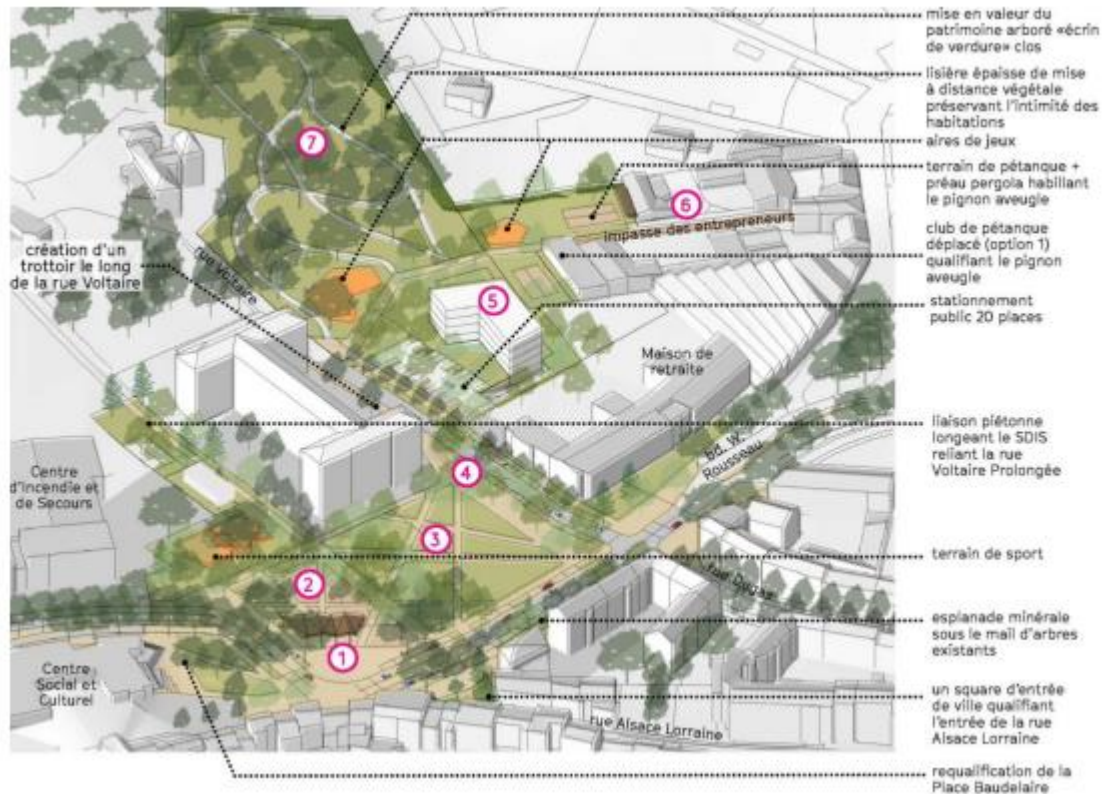 mise en valeur du
patrimoine arboré «écrin
de verdure» clos
lisière épaisse de mise
à distance végétale
préservant l'intimité des
habitations
aires de jeux
terrain de pétanque +
préau pergola habillant
le pignon aveugle
club de pétanque
déplacé (option 1)
qualifiant le pignon
aveugle
stationnement
public 20 places
liaison piétonne
longeant le SDIS
reliant la rue
Voltaire Prolongée
terrain de sport
esplanade minérale
sous le mail d'arbres
existants
un square d'entrée
de ville qualifiant
l'entrée de la rue
Alsace Lorraine
requalification de la
Place Baudelaire
création d'un
trottoir le long
de la rue Voltaire
7
6
impasse des entrepreneurs
rue Voltaire
5
Maison de
retraite
bd. W.
Rousseau
Centre
d'Incendie et
de Secours
4
3
rue Dugas
2
1
Centre
Social et
Culturel
rue Alsace Lorraine